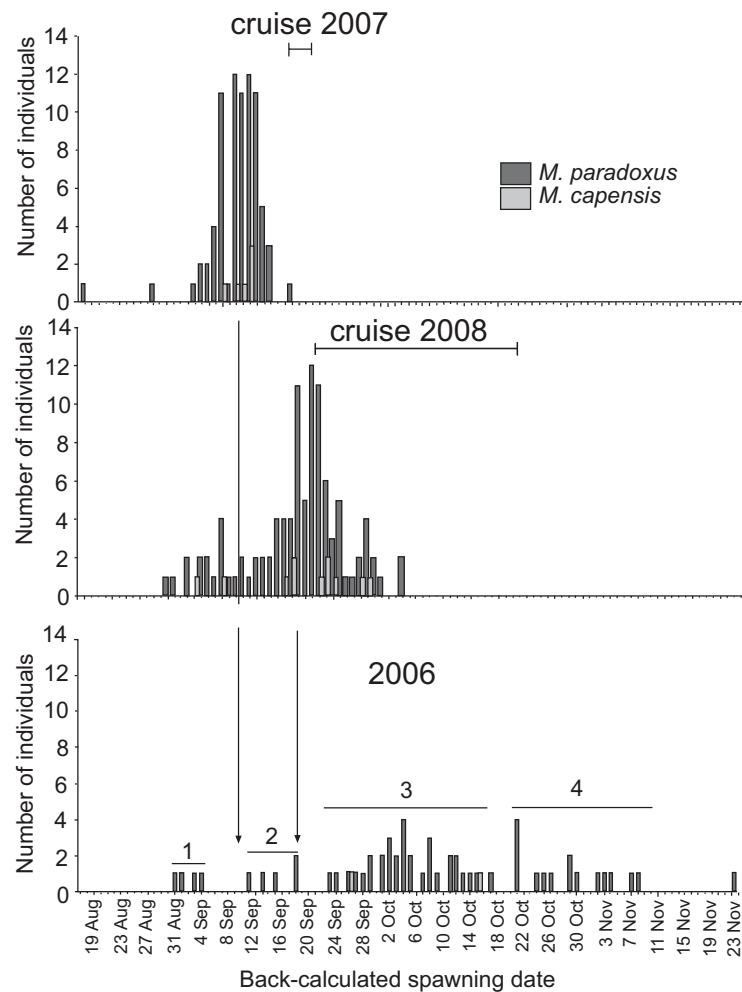 cruise 2007
14
12
10
8
6
4
2
0
Number of individuals
M. paradoxus
M. capensis
cruise 2008
14
12
10
8
6
4
2
0
Number of individuals
2006
14
12
10
8
6
4
2
0
Number of individuals
1
2
3
4
19 Aug
23 Aug
27 Aug
31 Aug
4 Sep
8 Sep
12 Sep
16 Sep
20 Sep
24 Sep
28 Sep
2 Oct
6 Oct
10 Oct
14 Oct
18 Oct
22 Oct
26 Oct
30 Oct
3 Nov
7 Nov
11 Nov
15 Nov
19 Nov
23 Nov
Back-calculated spawning date